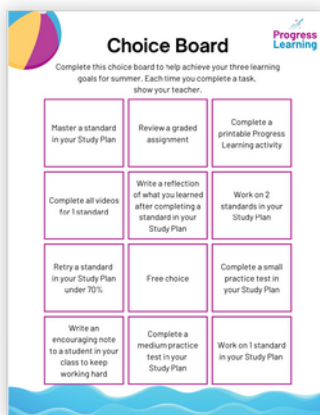 Progress
Learning
Choice Board
Complete this choice board to help achieve your three learning
goals for summer. Each time you complete a task,
show your teacher.
Master a standard
in your Study Plan
Review a graded
assignment
Complete a
printable Progress
Learning activity
Complete all videos
for 1 standard
Write a reflection
of what you learned
after completing a
standard in your
Study Plan
Work on 2
standards in your
Study Plan
Retry a standard
in your Study Plan
under 70%
Free choice
Complete a small
practice test in
your Study Plan
Write an
encouraging note
to a student in your
class to keep
working hard
Complete a
medium practice
test in your
Study Plan
Work on 1 standard
in your Study Plan